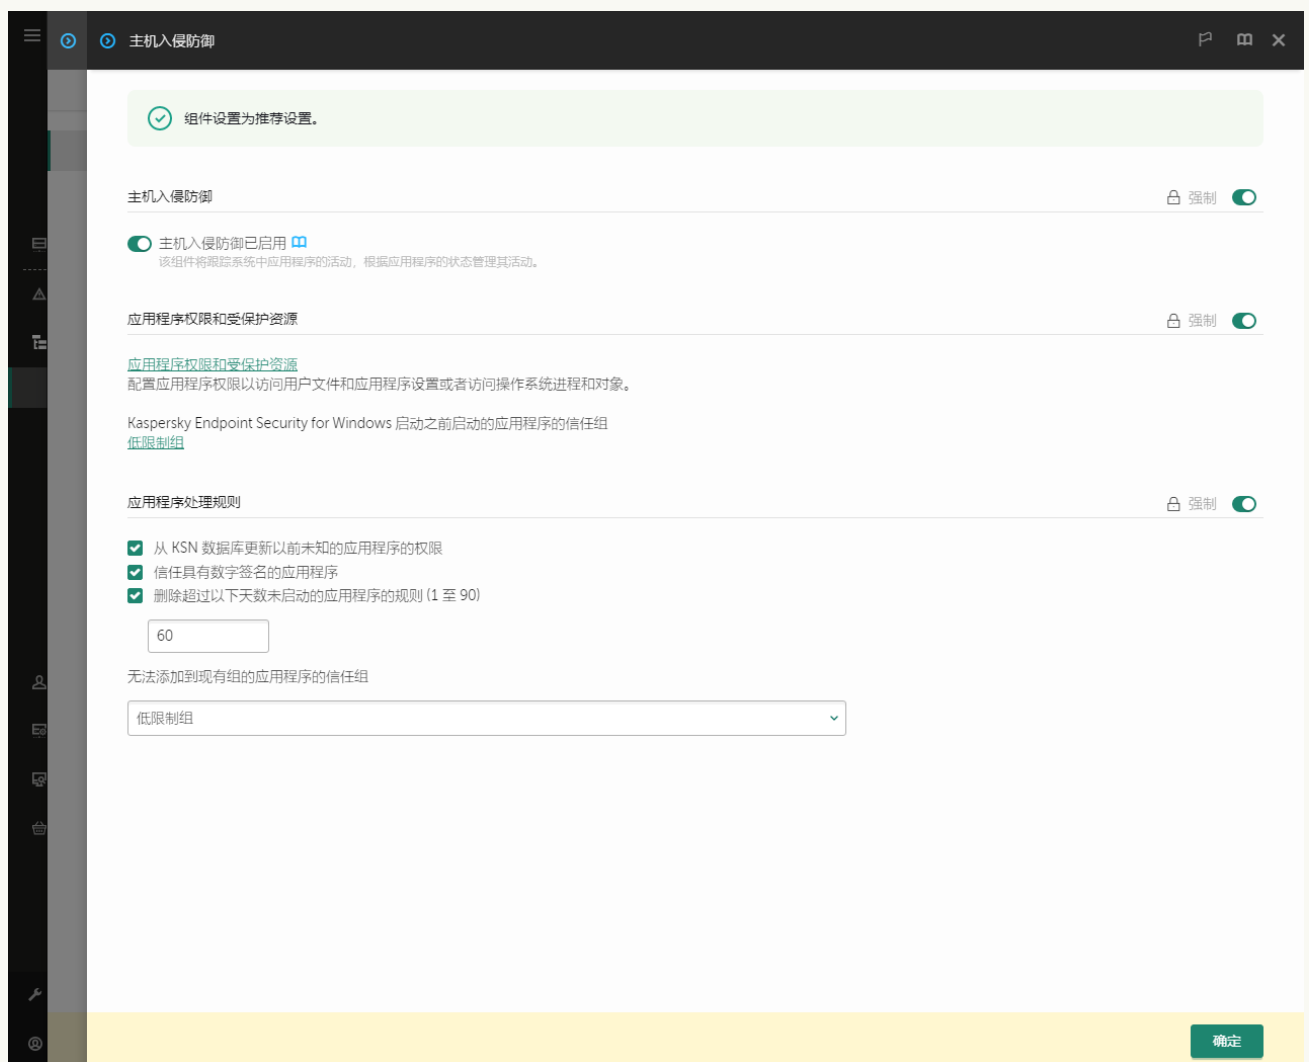 主机入侵防御
组件设置为推荐设置。
主机入侵防御
强制
主机入侵防御已启用
该组件将跟踪系统中应用程序的活动，根据应用程序的状态管理其活动。
应用程序权限和受保护资源
强制
应用程序权限和受保护资源
配置应用程序权限以访问用户文件和应用程序设置或者访问操作系统进程和对象。
Kaspersky Endpoint Security for Windows 启动之前启动的应用程序的信任组
低限制组
应用程序处理规则
强制
从 KSN 数据库更新以前未知的应用程序的权限
信任具有数字签名的应用程序
删除超过以下天数未启动的应用程序的规则 (1 至 90)
60
无法添加到现有组的应用程序的信任组
低限制组
确定